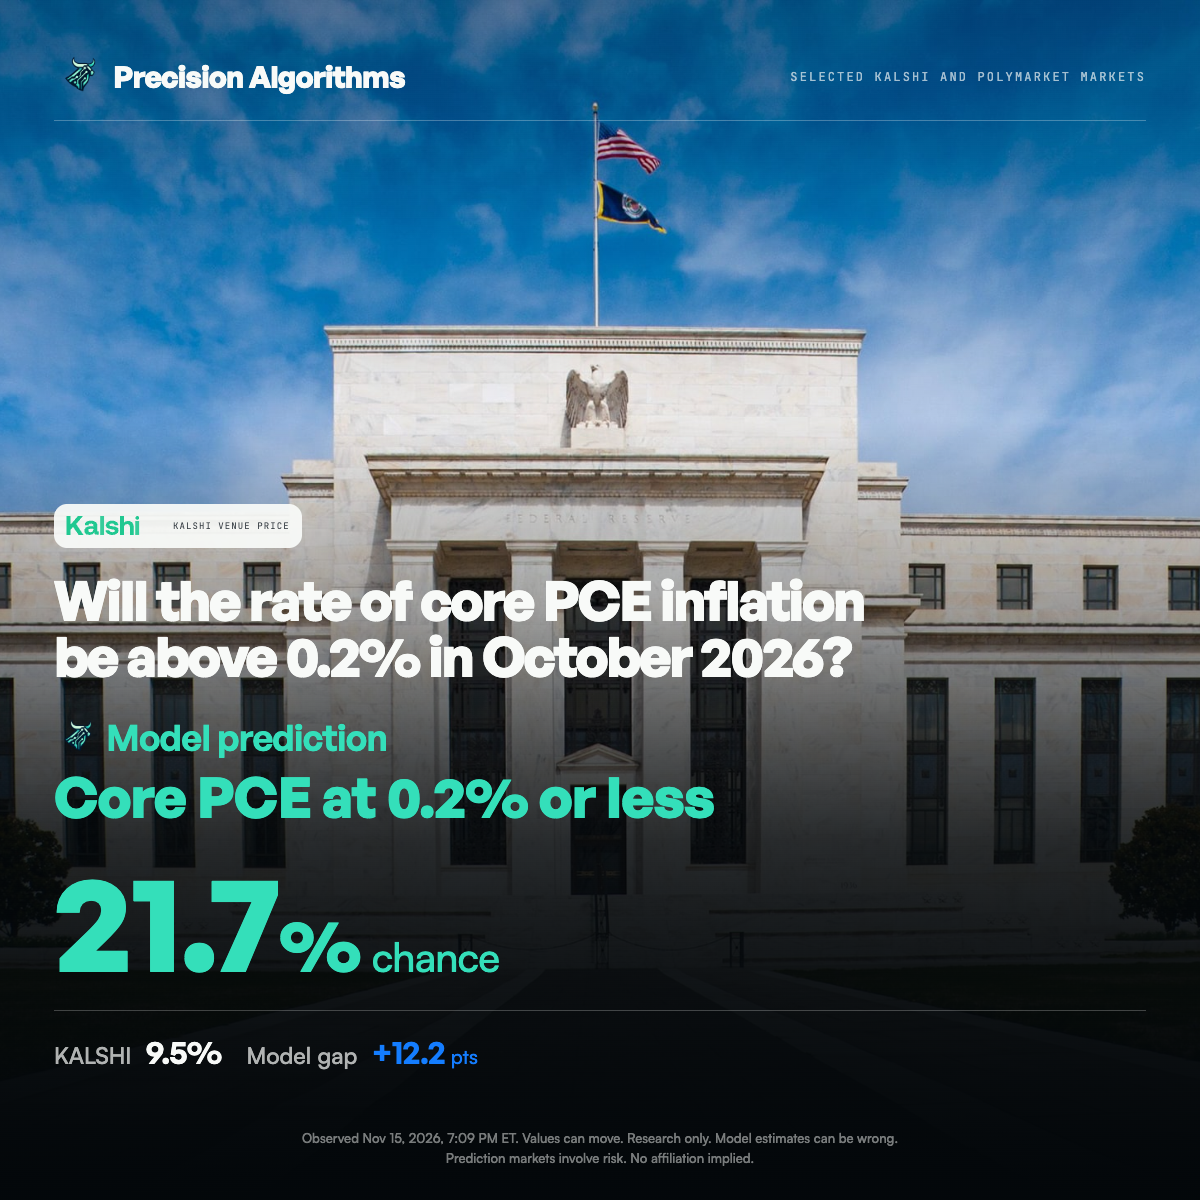 Precision Algorithms
SELECTED KALSHI AND POLYMARKET MARKETS
FEDERAL RESERVE
Kalshi KALSHI VENUE PRICE
Will the rate of core PCE inflation
be above 0.2% in October 2026?
Model prediction
Core PCE at 0.2% or less
21.7% chance
KALSHI 9.5% Model gap +12.2 pts
Observed Nov 15, 2026, 7:09 PM ET. Values can move. Research only. Model estimates can be wrong.
Prediction markets involve risk. No affiliation implied.